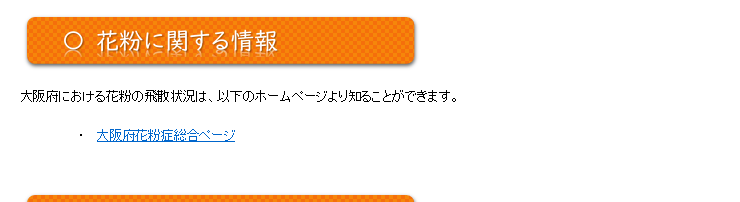 ○ 花粉に関する情報
大阪府における花粉の飛散状況は、以下のホームページより知ることができます。
・ 大阪府花粉症総合ページ